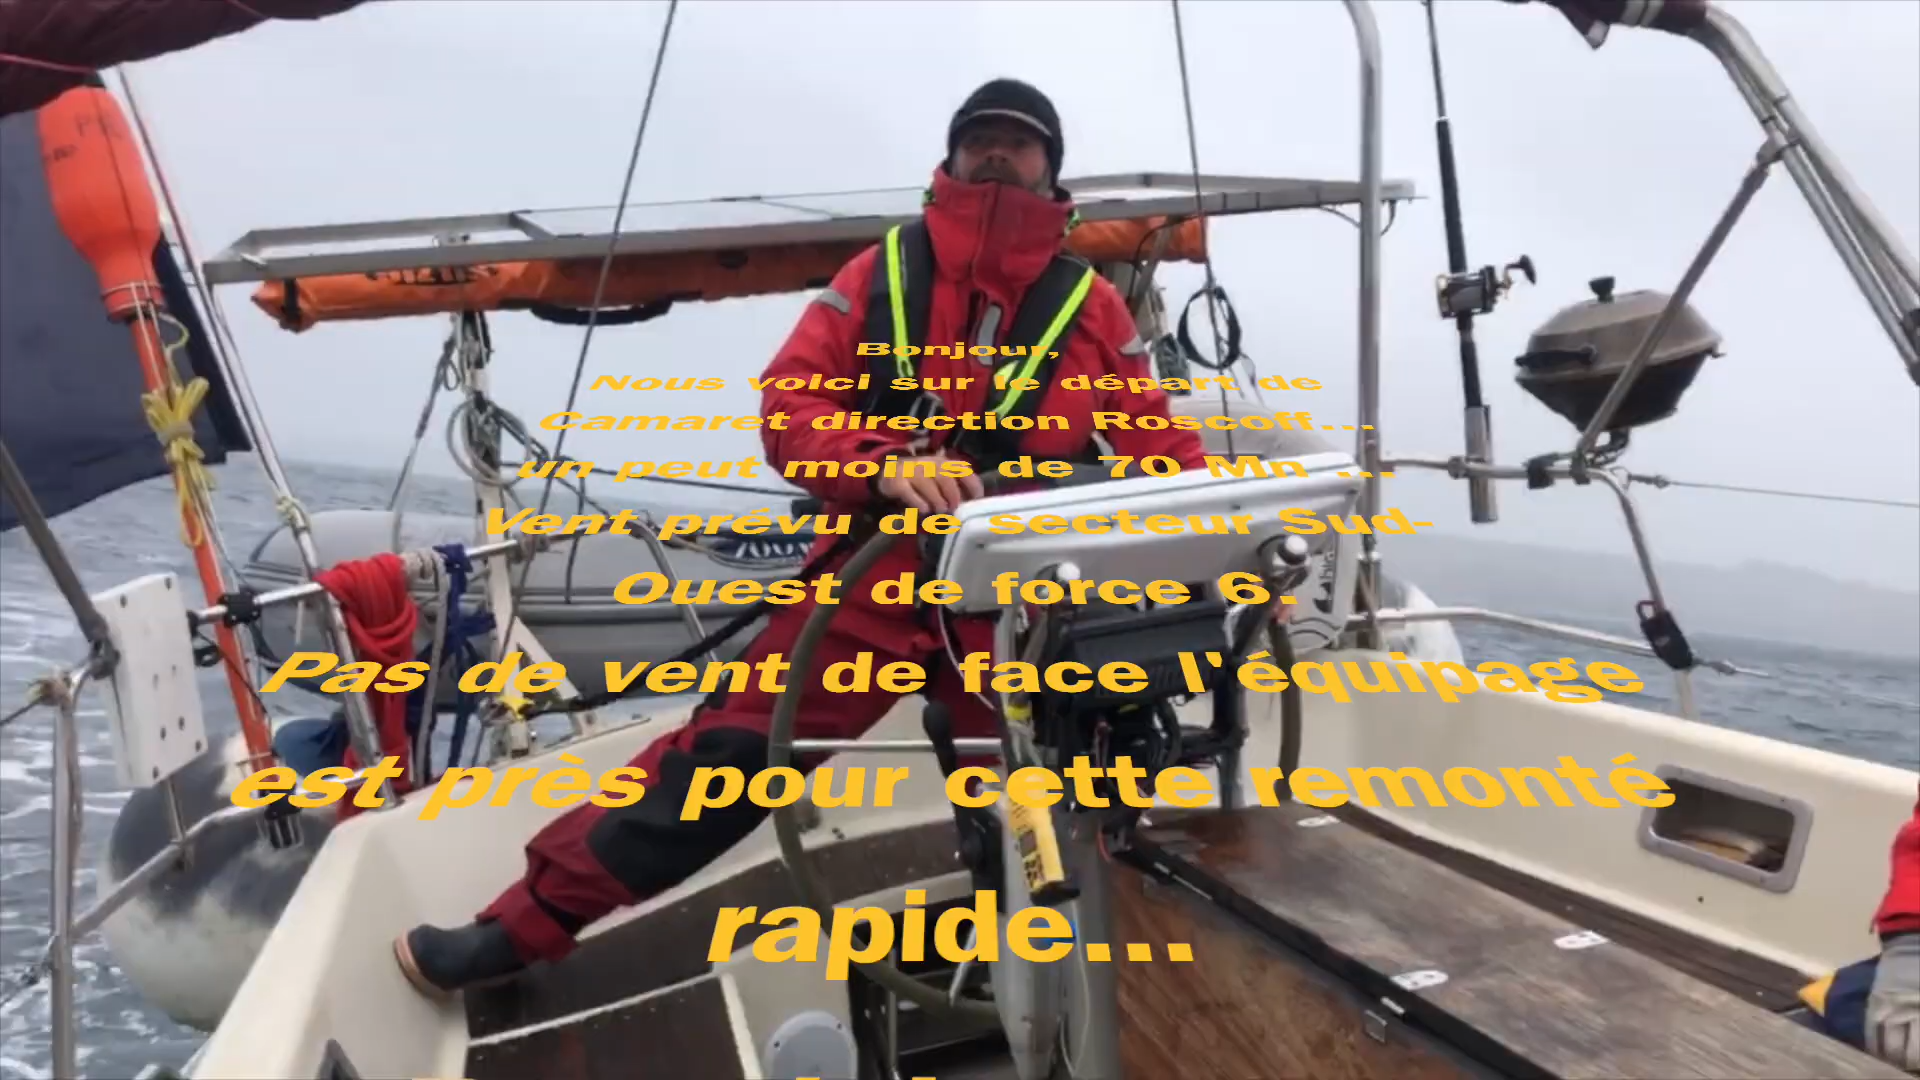 Bonjour,
Nous voici sur le départ de
Camaret direction Roscoff...
un peut moins de 70 Mn ...
Vent prévu de secteur Sud-
Ouest de force 6.
Pas de vent de face l'équipage
est près pour cette remonté
rapide...